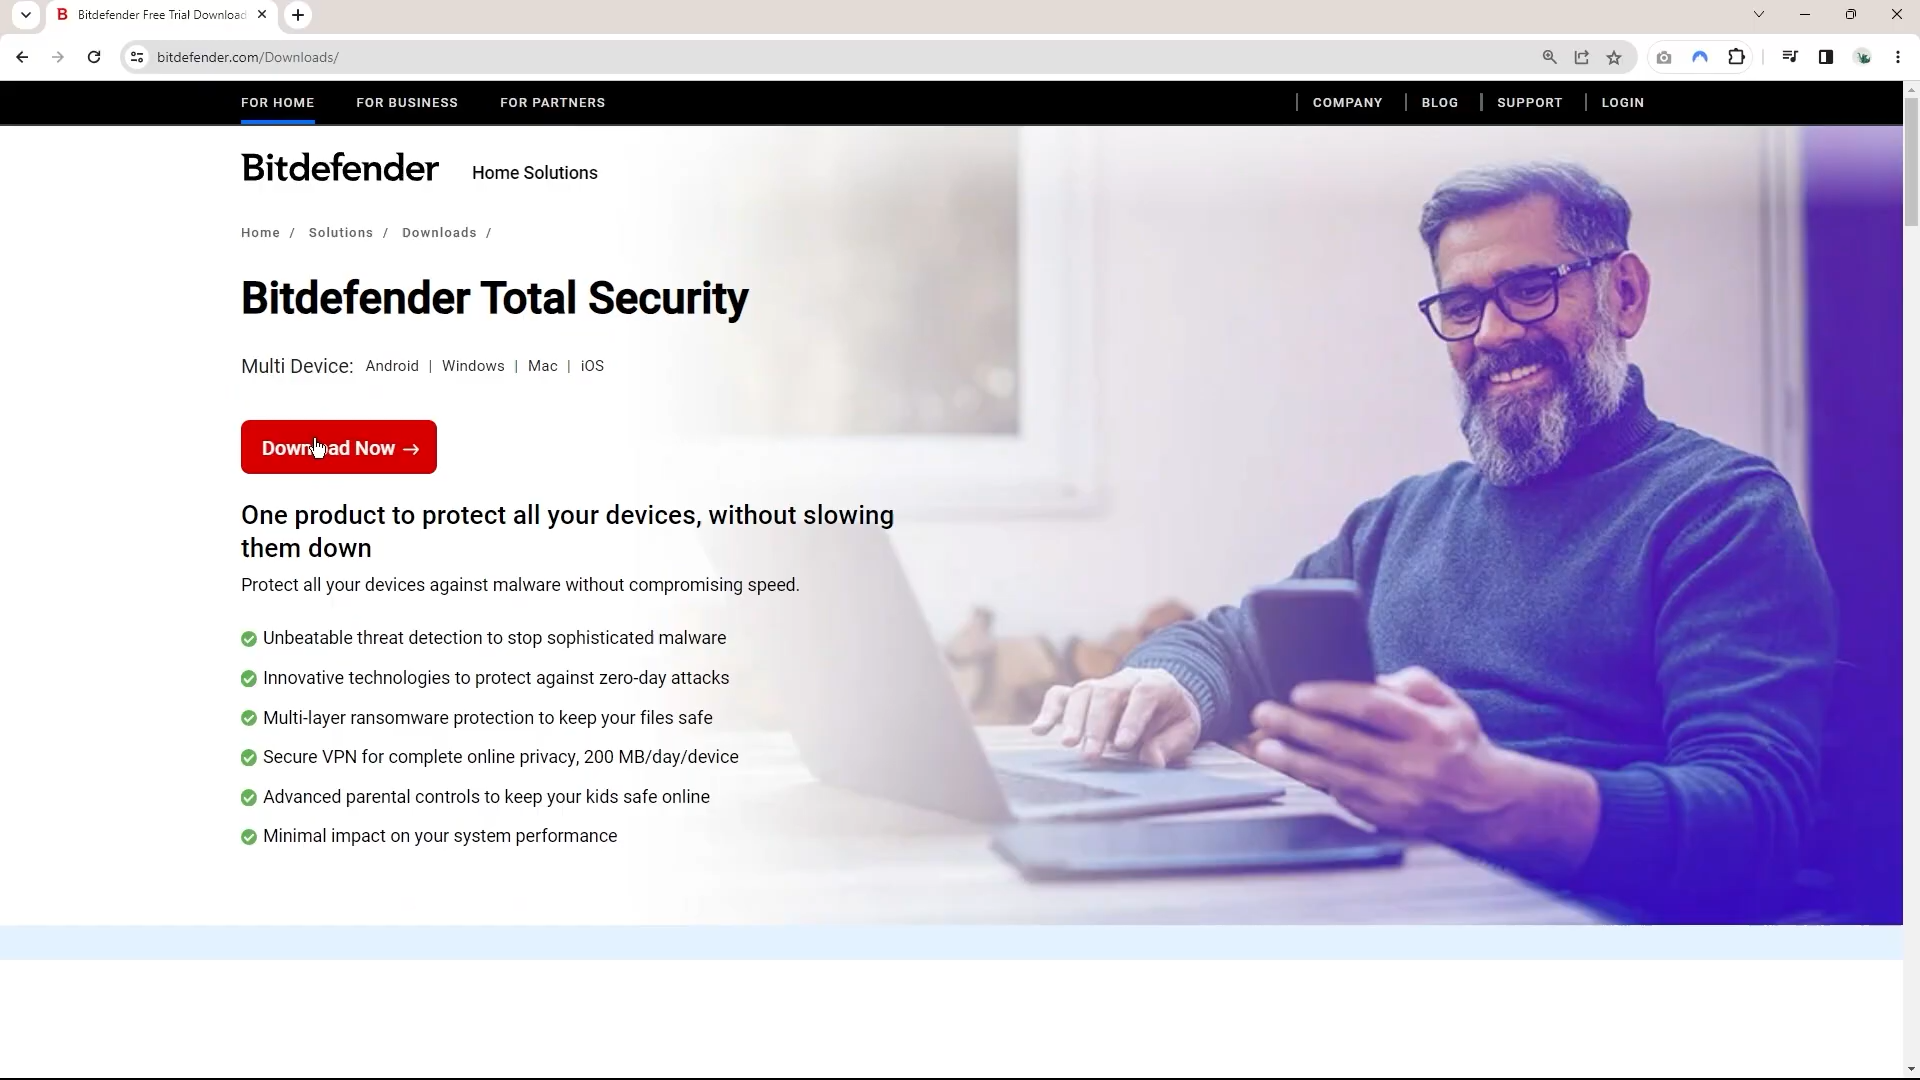 Bitdefender Free Trial Download
bitdefender.com/Downloads/
FOR HOME FOR BUSINESS FOR PARTNERS COMPANY BLOG SUPPORT LOGIN
Bitdefender Home Solutions
Home / Solutions / Downloads /
Bitdefender Total Security
Multi Device: Android | Windows | Mac | iOS
Download Now →
One product to protect all your devices, without slowing
them down
Protect all your devices against malware without compromising speed.
Unbeatable threat detection to stop sophisticated malware
Innovative technologies to protect against zero-day attacks
Multi-layer ransomware protection to keep your files safe
Secure VPN for complete online privacy, 200 MB/day/device
Advanced parental controls to keep your kids safe online
Minimal impact on your system performance